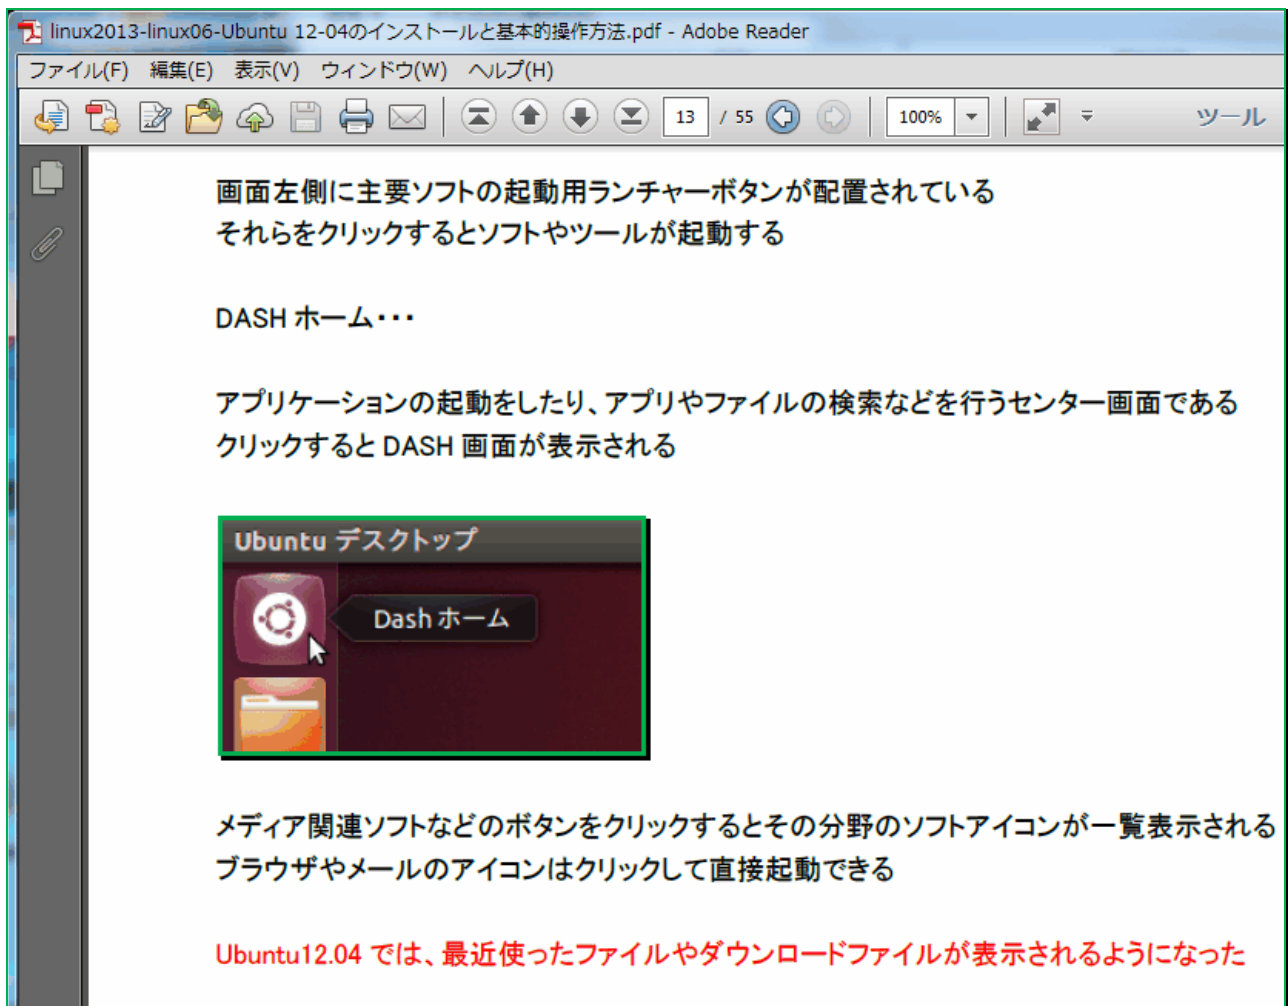 linux2013-linux06-Ubuntu 12-04のインストールと基本的操作方法.pdf - Adobe Reader
ファイル(F) 編集(E) 表示(V) ウィンドウ(W) ヘルプ(H)
13 / 55 100% ツール
画面左側に主要ソフトの起動用ランチャーボタンが配置されている
それらをクリックするとソフトやツールが起動する
DASH ホーム・・・
アプリケーションの起動をしたり、アプリやファイルの検索などを行うセンター画面である
クリックすると DASH 画面が表示される
Ubuntu デスクトップ
Dash ホーム
メディア関連ソフトなどのボタンをクリックするとその分野のソフトアイコンが一覧表示される
ブラウザやメールのアイコンはクリックして直接起動できる
Ubuntu12.04 では、最近使ったファイルやダウンロードファイルが表示されるようになった